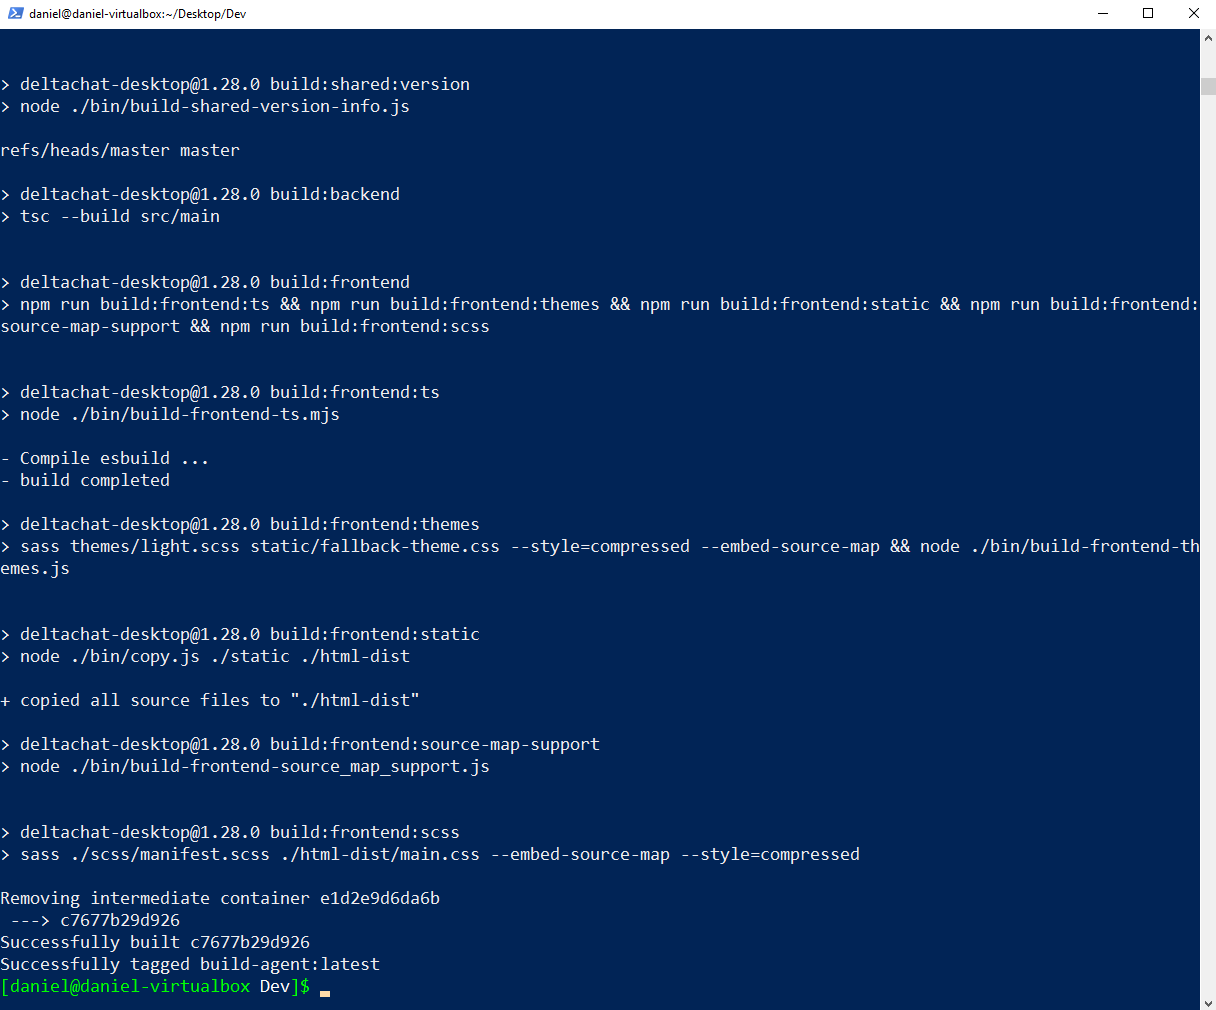 daniel@daniel-virtualbox:~/Desktop/Dev
> deltachat-desktop@1.28.0 build:shared:version
> node ./bin/build-shared-version-info.js
refs/heads/master master
> deltachat-desktop@1.28.0 build:backend
> tsc --build src/main
> deltachat-desktop@1.28.0 build:frontend
> npm run build:frontend:ts && npm run build:frontend:themes && npm run build:frontend:static && npm run build:frontend:
source-map-support && npm run build:frontend:scss
> deltachat-desktop@1.28.0 build:frontend:ts
> node ./bin/build-frontend-ts.mjs
- Compile esbuild ...
- build completed
> deltachat-desktop@1.28.0 build:frontend:themes
> sass themes/light.scss static/fallback-theme.css --style=compressed --embed-source-map && node ./bin/build-frontend-th
emes.js
> deltachat-desktop@1.28.0 build:frontend:static
> node ./bin/copy.js ./static ./html-dist
+ copied all source files to "./html-dist"
> deltachat-desktop@1.28.0 build:frontend:source-map-support
> node ./bin/build-frontend-source_map_support.js
> deltachat-desktop@1.28.0 build:frontend:scss
> sass ./scss/manifest.scss ./html-dist/main.css --embed-source-map --style=compressed
Removing intermediate container e1d2e9d6da6b
 ---> c7677b29d926
Successfully built c7677b29d926
Successfully tagged build-agent:latest
[daniel@daniel-virtualbox Dev]$